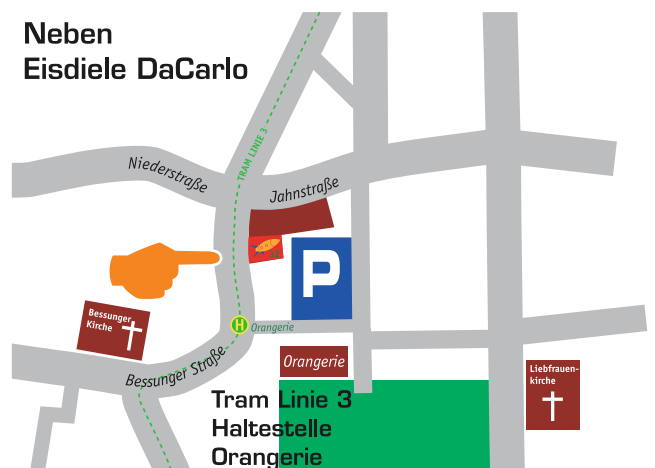 Neben
Eisdiele DaCarlo
TRAM LINIE 3
Niederstraße
Jahnstraße
P
Bessunger
Kirche
H
Orangerie
Bessunger Straße
Orangerie
Liebfrauen-
kirche
Tram Linie 3
Haltestelle
Orangerie